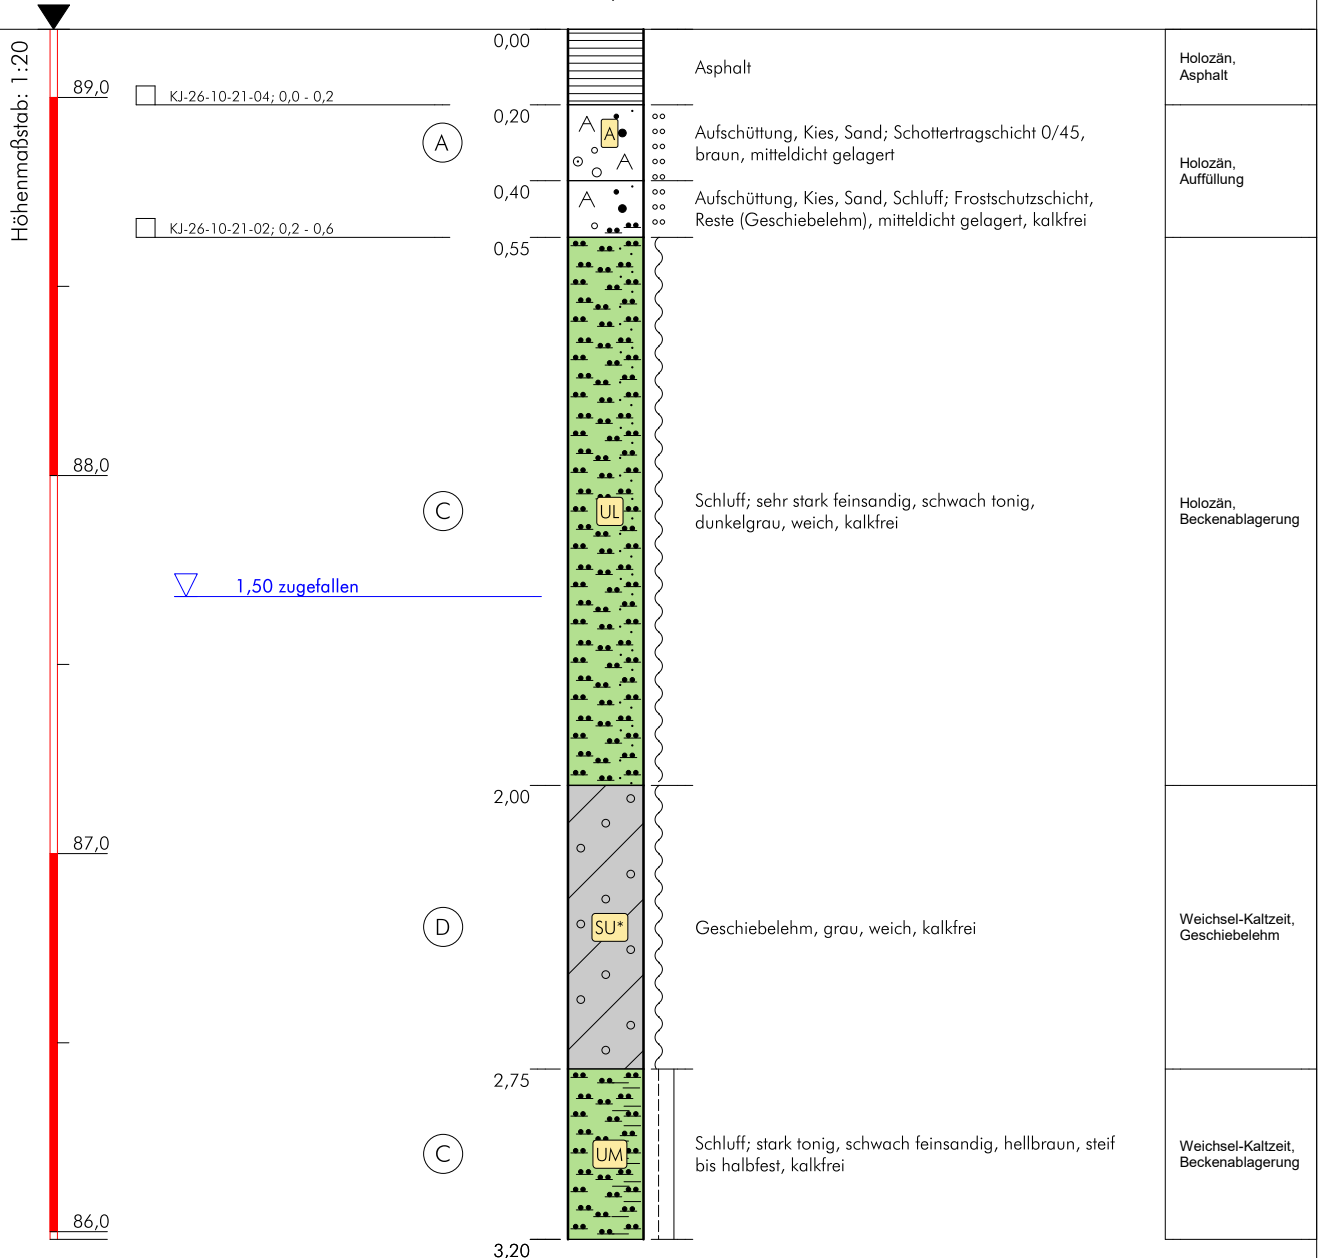 Höhenmaßstab: 1:20
0,00
Asphalt
Holozän,
Asphalt
89,0
KJ-26-10-21-04; 0,0 - 0,2
0,20
A
A
Aufschüttung, Kies, Sand; Schottertragschicht 0/45,
braun, mitteldicht gelagert
Holozän,
Auffüllung
0,40
Aufschüttung, Kies, Sand, Schluff; Frostschutzschicht,
Reste (Geschiebelehm), mitteldicht gelagert, kalkfrei
KJ-26-10-21-02; 0,2 - 0,6
0,55
88,0
C
UL
Schluff; sehr stark feinsandig, schwach tonig,
dunkelgrau, weich, kalkfrei
Holozän,
Beckenablagerung
1,50 zugefallen
2,00
87,0
D
SU*
Geschiebelehm, grau, weich, kalkfrei
Weichsel-Kaltzeit,
Geschiebelehm
2,75
C
UM
Schluff; stark tonig, schwach feinsandig, hellbraun, steif
bis halbfest, kalkfrei
Weichsel-Kaltzeit,
Beckenablagerung
86,0
3,20